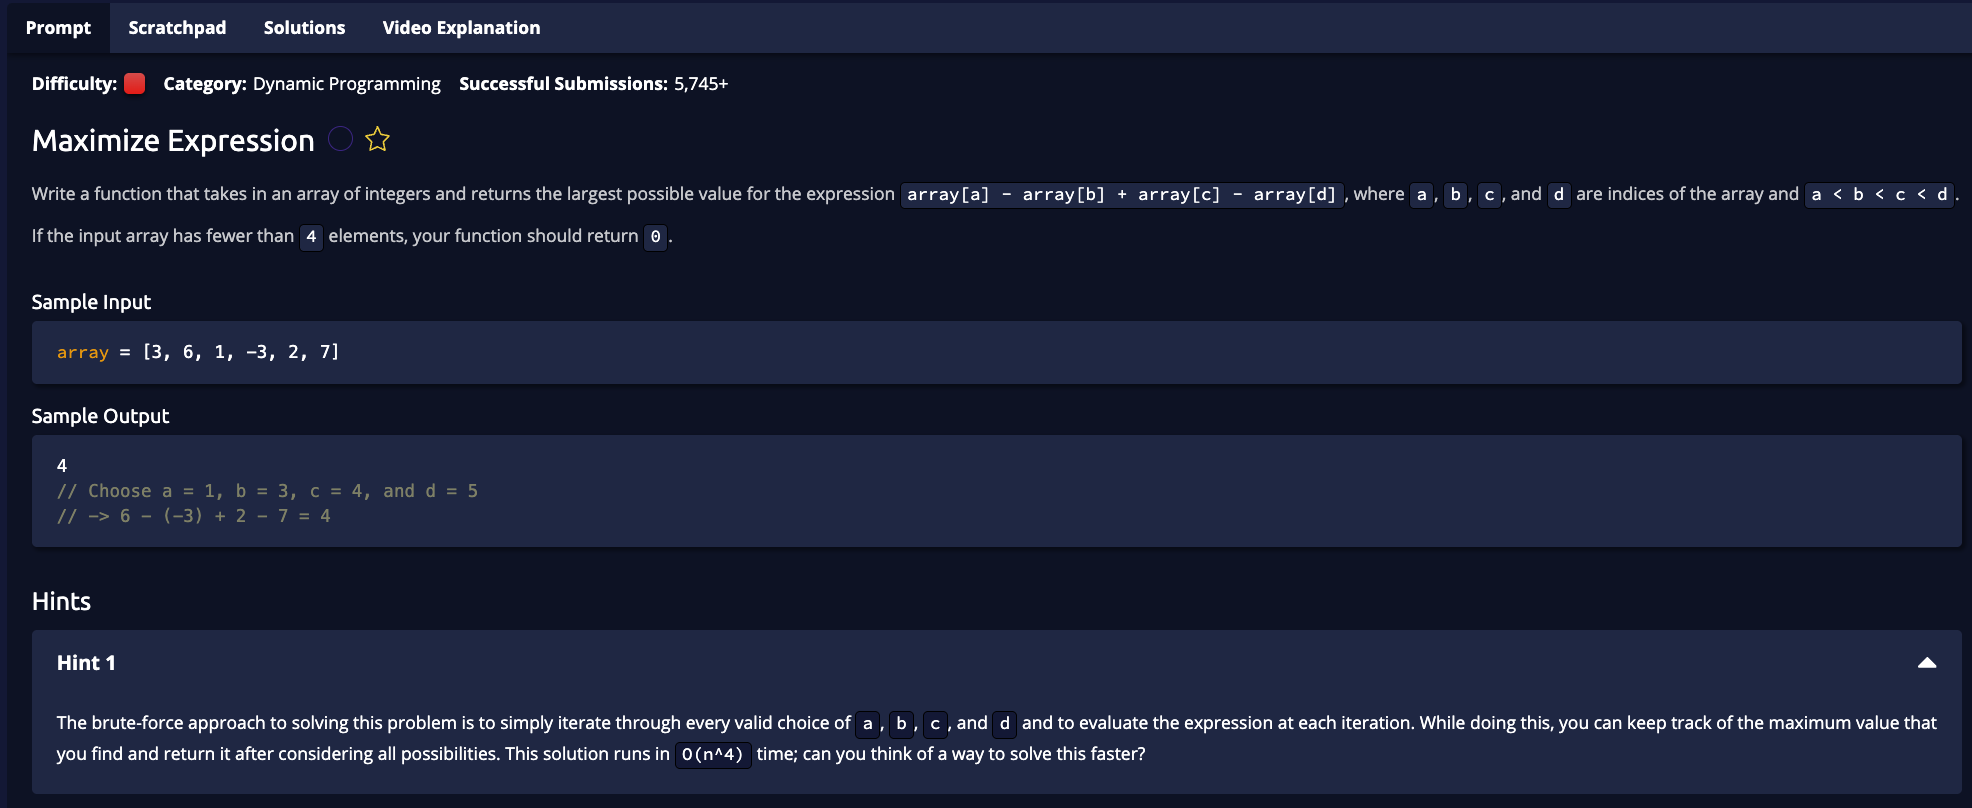 Prompt Scratchpad Solutions Video Explanation
Difficulty: Category: Dynamic Programming Successful Submissions: 5,745+
Maximize Expression
Write a function that takes in an array of integers and returns the largest possible value for the expression array[a] - array[b] + array[c] - array[d], where a, b, c, and d are indices of the array and a < b < c < d.
If the input array has fewer than 4 elements, your function should return 0.
Sample Input
array = [3, 6, 1, -3, 2, 7]
Sample Output
4
// Choose a = 1, b = 3, c = 4, and d = 5
// -> 6 - (-3) + 2 - 7 = 4
Hints
Hint 1
The brute-force approach to solving this problem is to simply iterate through every valid choice of a, b, c, and d and to evaluate the expression at each iteration. While doing this, you can keep track of the maximum value that
you find and return it after considering all possibilities. This solution runs in O(n^4) time; can you think of a way to solve this faster?